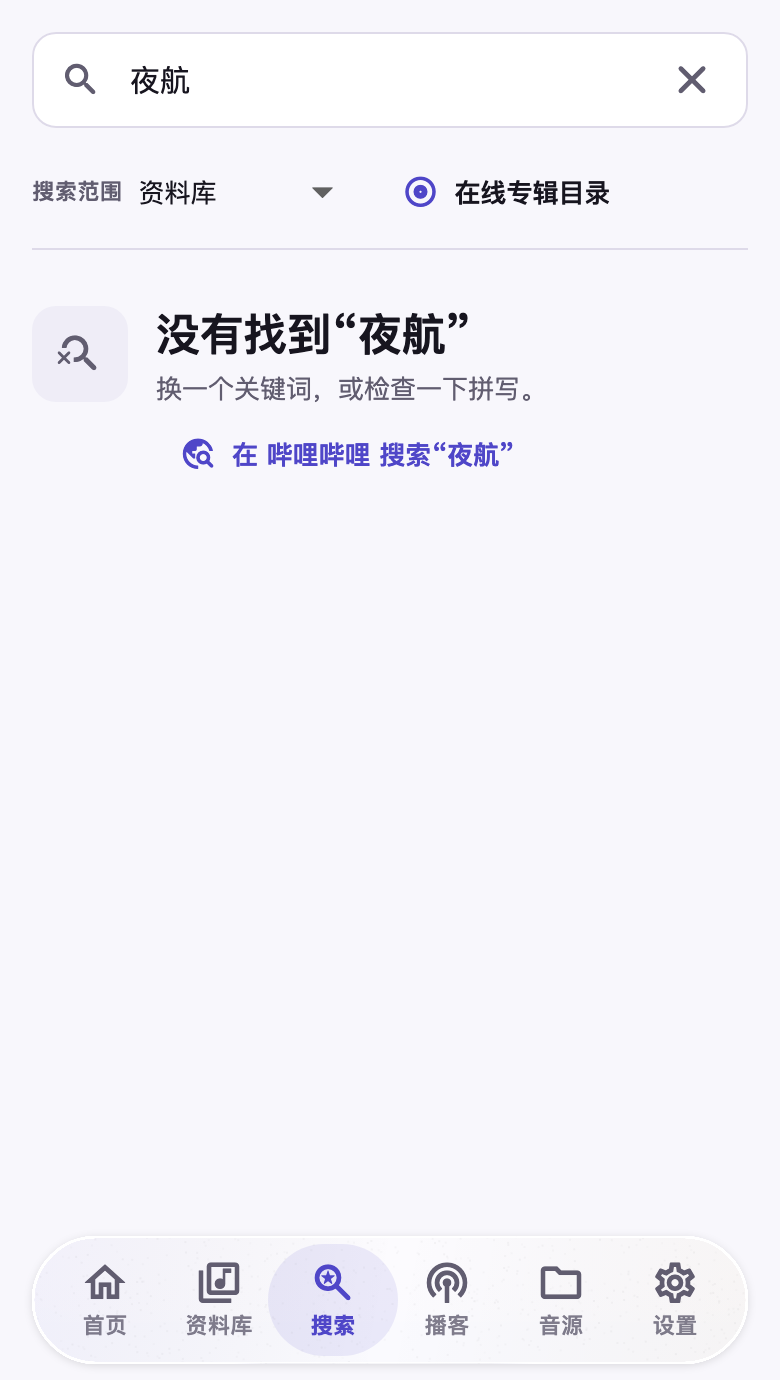 夜航
搜索范围 资料库 在线专辑目录
没有找到“夜航”
换一个关键词，或检查一下拼写。
在 哔哩哔哩 搜索“夜航”
首页 资料库 搜索 播客 音源 设置